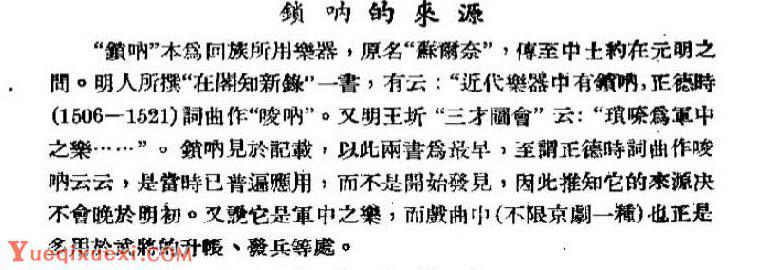 鎖吶的來源
“鎖吶”本爲回族所用樂器，原名“蘇爾奈”，傳至中土約在元明之
間。明人所撰“在閣知新錄”一書，有云：“近代樂器中有鎖吶，正德時
(1506—1521)詞曲作“唆吶”。又明王圻“三才圖會”云：“瑣㖠爲軍中
之樂……”。鎖吶見於記載，以此兩書爲最早，至謂正德時詞曲作唆
吶云云，是當時已普遍應用，而不是開始發見，因此推知它的來源决
不會晚於明初。又說它是軍中之樂，而戲曲中(不限京劇一種)也正是
多用於武將的升帳、發兵等處。
Yueqixuexi.com
乐器学习网